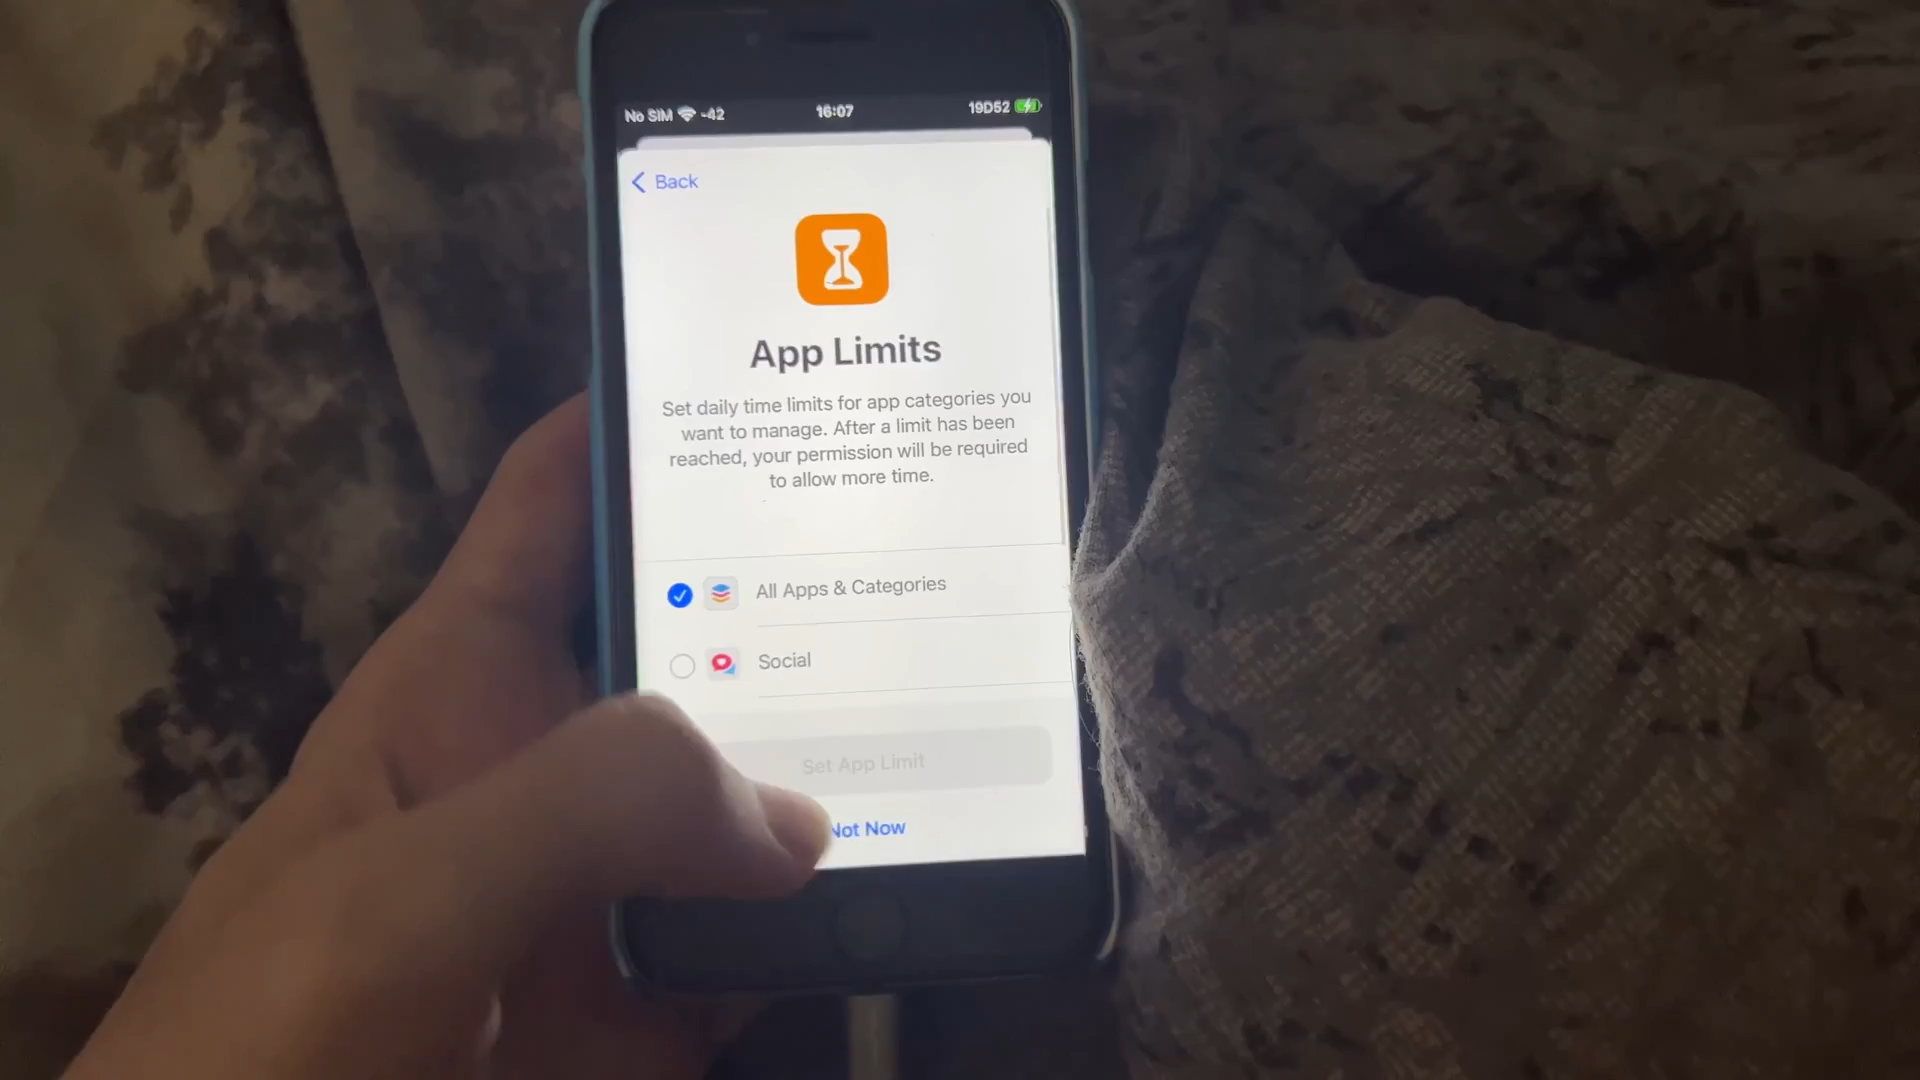 No SIM -42 16:07 19D52
Back
App Limits
Set daily time limits for app categories you
want to manage. After a limit has been
reached, your permission will be required
to allow more time.
All Apps & Categories
Social
Set App Limit
Not Now